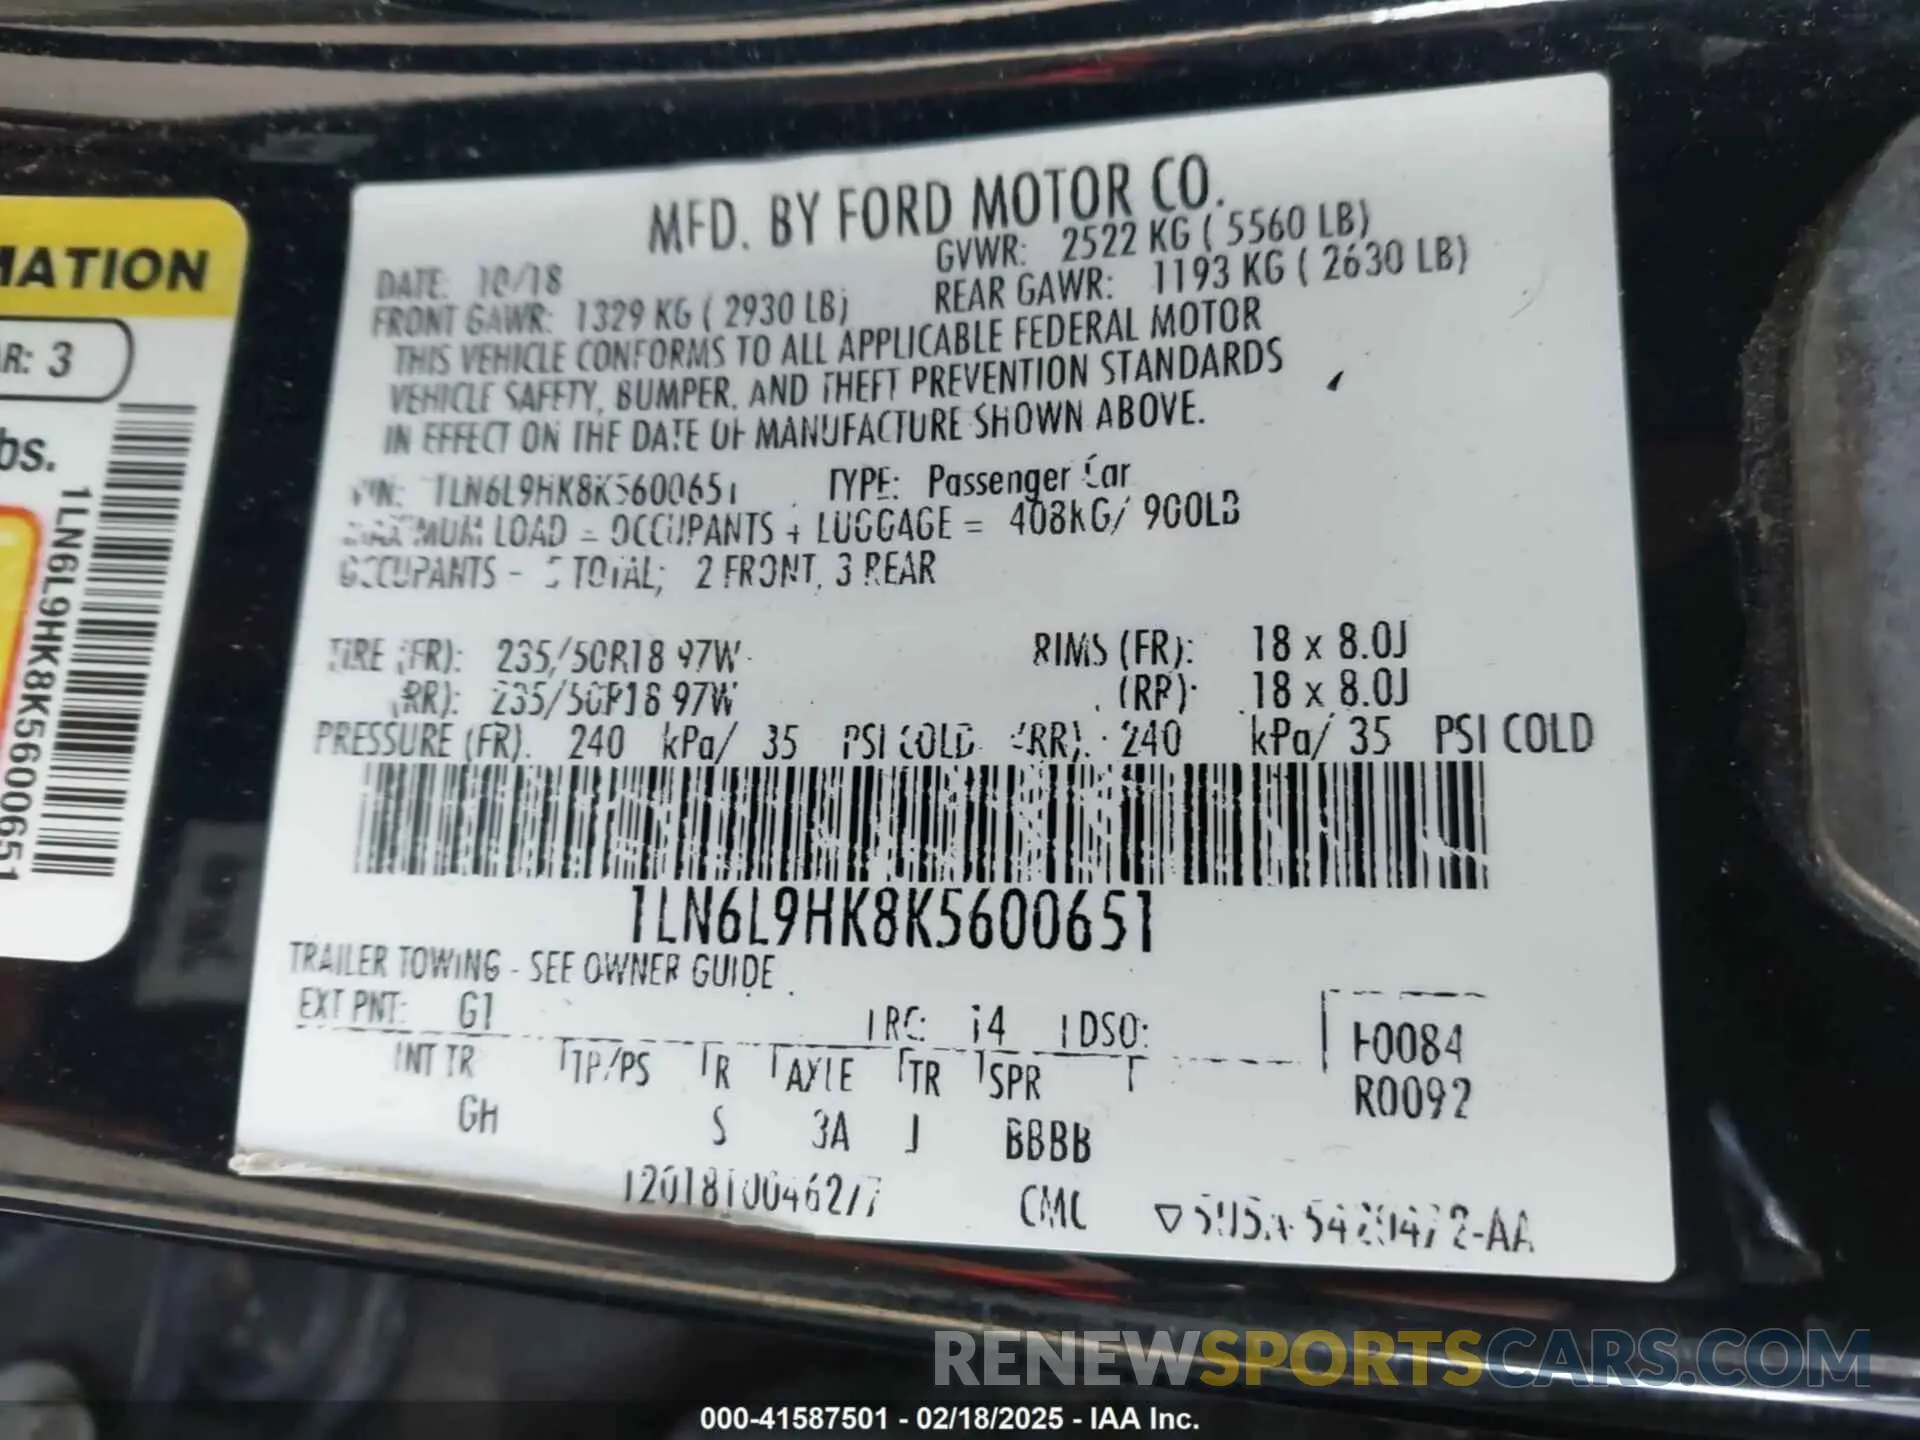 MFD. BY FORD MOTOR CO.
DATE: 10/18 GVWR: 2522 KG ( 5560 LB)
FRONT GAWR: 1329 KG ( 2930 LB) REAR GAWR: 1193 KG ( 2630 LB)
THIS VEHICLE CONFORMS TO ALL APPLICABLE FEDERAL MOTOR
VEHICLE SAFETY, BUMPER, AND THEFT PREVENTION STANDARDS
IN EFFECT ON THE DATE OF MANUFACTURE SHOWN ABOVE.
VIN: 1LN6L9HK8K5600651 TYPE: Passenger Car
MAXIMUM LOAD = OCCUPANTS + LUGGAGE = 408KG/ 900LB
OCCUPANTS - 5 TOTAL; 2 FRONT, 3 REAR
TIRE (FR): 235/50R18 97W RIMS (FR): 18 x 8.0J
(RR): 235/50R18 97W (RR): 18 x 8.0J
PRESSURE (FR): 240 kPa/ 35 PSI COLD (RR): 240 kPa/ 35 PSI COLD
1LN6L9HK8K5600651
TRAILER TOWING - SEE OWNER GUIDE
EXT PNT: G1 RC: 14 DSO: F0084
INT TR TP/PS R AXLE TR SPR R0092
GH S 3A J BBBB
CMC
MATION
AR: 3
bs.
1LN6L9HK8K5600651
RENEWSPORTSCARS.COM
000-41587501 - 02/18/2025 - IAA Inc.